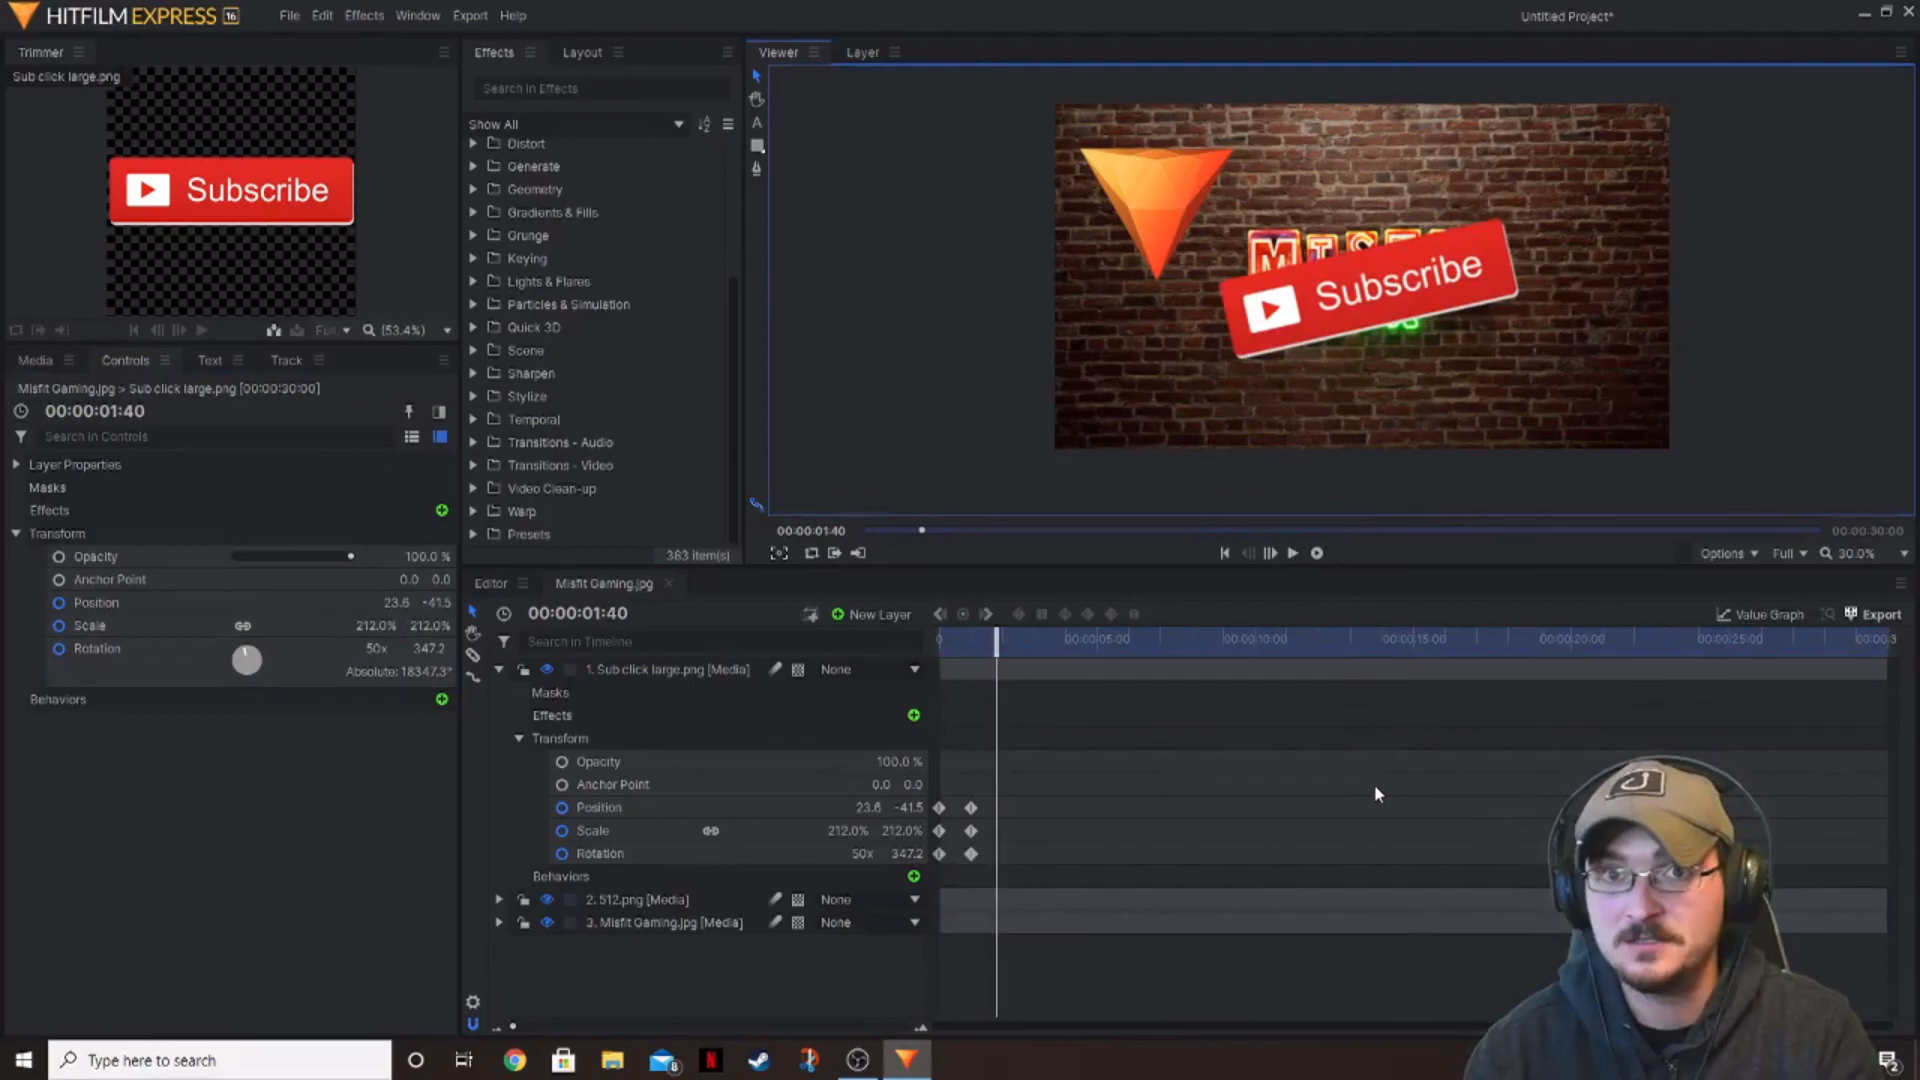 HITFILM EXPRESS 16 File Edit Effects Window Export Help Untitled Project*
Trimmer
Sub click large.png
Subscribe
Full (53.4%)
Media Controls Text Track
Misfit Gaming.jpg > Sub click large.png [00:00:30:00]
00:00:01:40
Search in Controls
Layer Properties
Masks
Effects
Transform
Opacity 100.0 %
Anchor Point 0.0 0.0
Position 23.6 -41.5
Scale 212.0% 212.0%
Rotation 50x 347.2
Absolute: 18347.3°
Behaviors
Effects Layout
Search in Effects
Show All
Distort
Generate
Geometry
Gradients & Fills
Grunge
Keying
Lights & Flares
Particles & Simulation
Quick 3D
Scene
Sharpen
Stylize
Temporal
Transitions - Audio
Transitions - Video
Video Clean-up
Warp
Presets
383 item(s)
Viewer Layer
Subscribe
00:00:01:40 00:00:30:00
Options Full 30.0%
Editor Misfit Gaming.jpg
00:00:01:40 New Layer Value Graph Export
Search in Timeline
0 00:00:05:00 00:00:10:00 00:00:15:00 00:00:20:00 00:00:25:00 00:00:3
1. Sub click large.png [Media] None
Masks
Effects
Transform
Opacity 100.0 %
Anchor Point 0.0 0.0
Position 23.6 -41.5
Scale 212.0% 212.0%
Rotation 50x 347.2
Behaviors
2. 512.png [Media] None
3. Misfit Gaming.jpg [Media] None
Type here to search
8
N
2